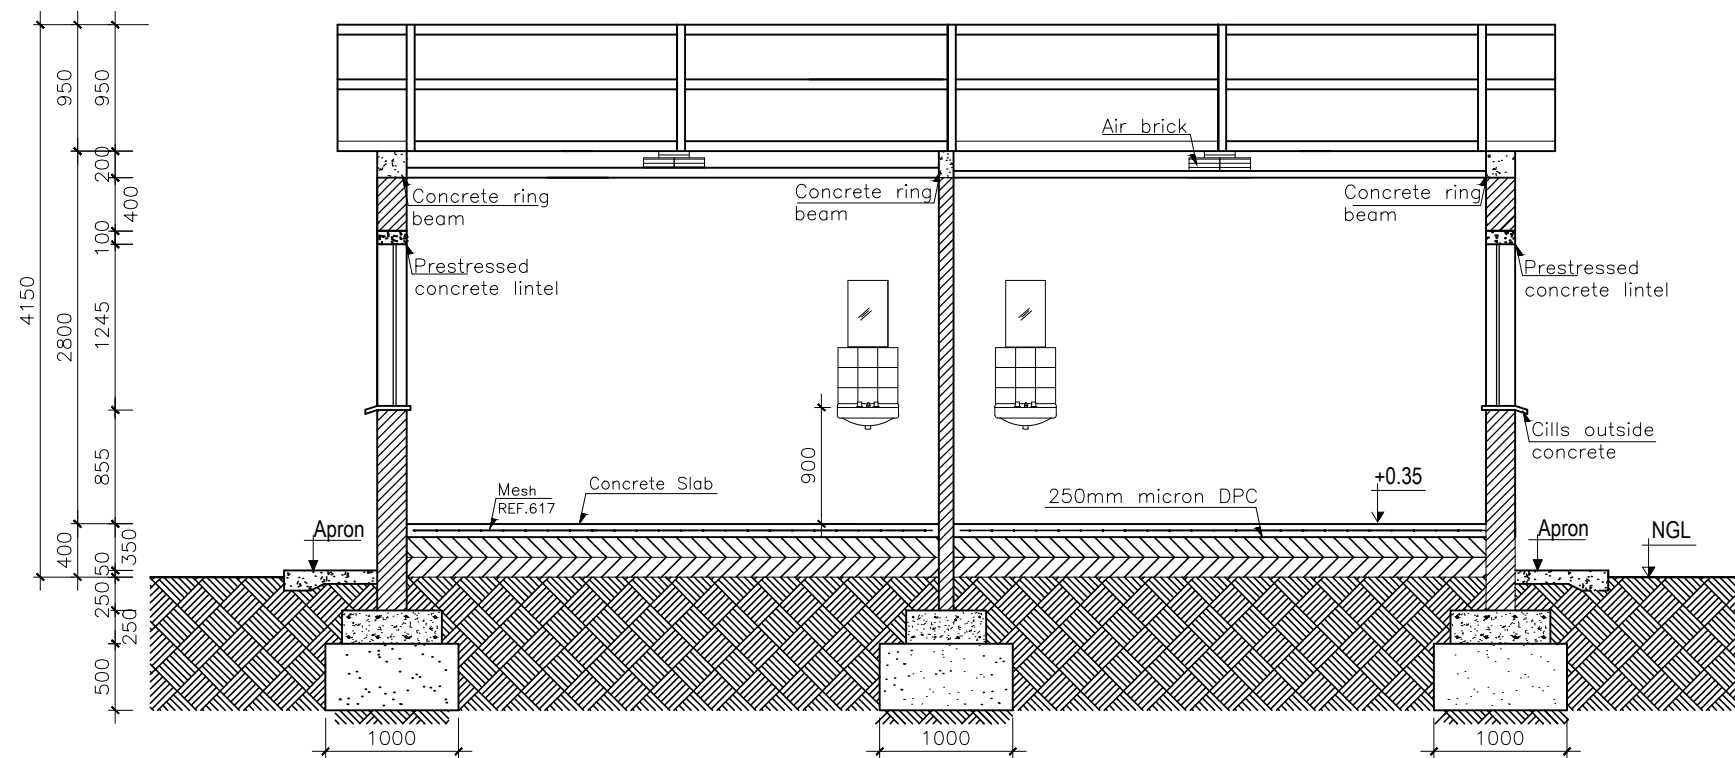 950
950
Air brick
200
Concrete ring
beam
Concrete ring
beam
Concrete ring
beam
400
100
Prestressed
concrete lintel
Prestressed
concrete lintel
4150
2800
1245
Cills outside
concrete
855
900
Mesh
REF.617
Concrete Slab
250mm micron DPC
+0.35
Apron
Apron
NGL
400
350
50
250
250
500
1000
1000
1000